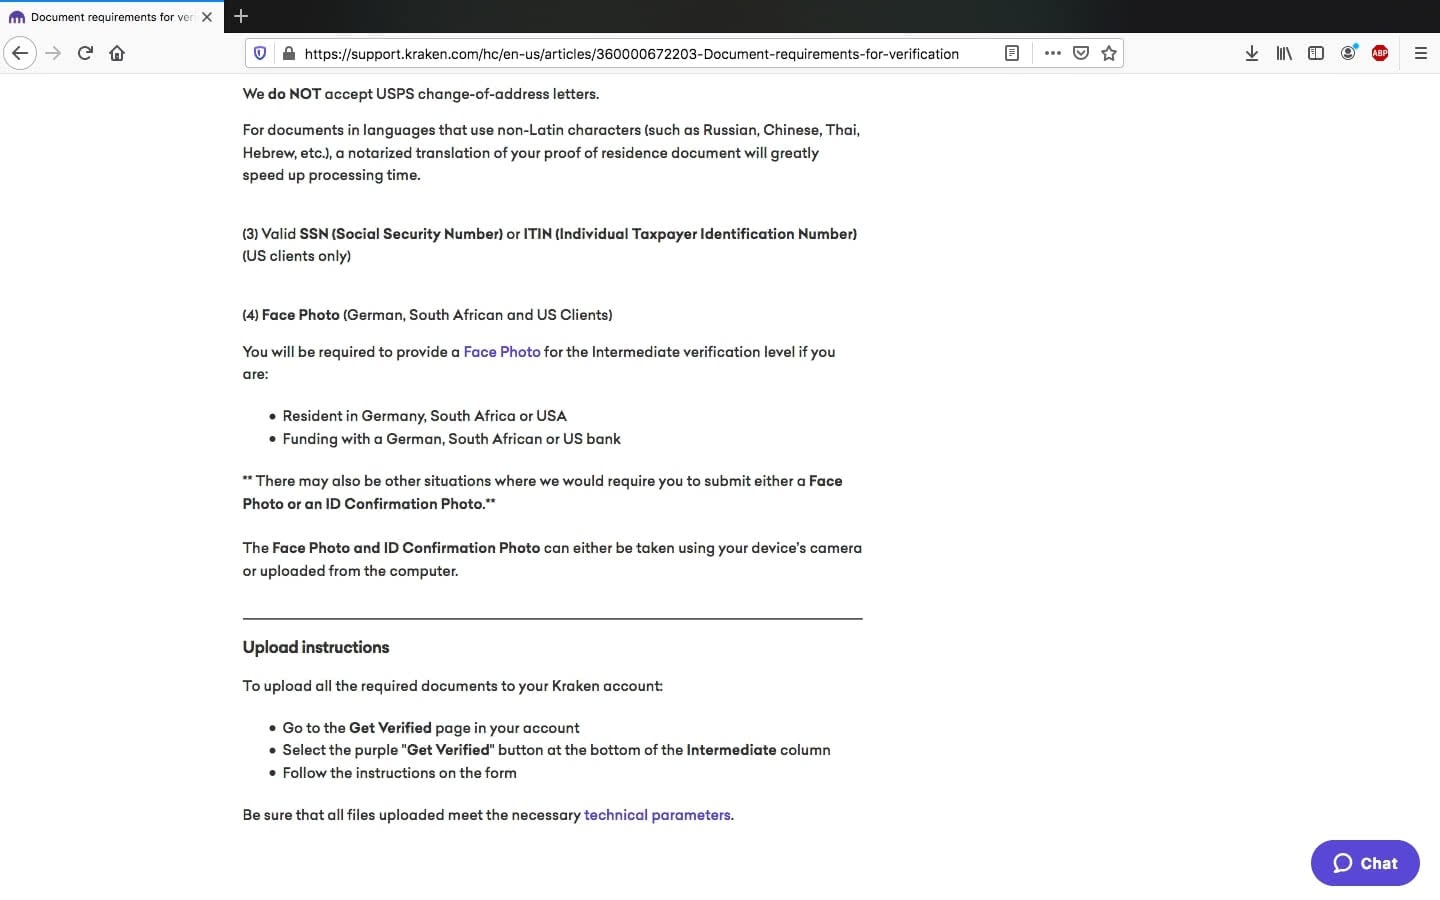 Document requirements for ver
https://support.kraken.com/hc/en-us/articles/360000672203-Document-requirements-for-verification
ABP
We do NOT accept USPS change-of-address letters.
For documents in languages that use non-Latin characters (such as Russian, Chinese, Thai,
Hebrew, etc.), a notarized translation of your proof of residence document will greatly
speed up processing time.
(3) Valid SSN (Social Security Number) or ITIN (Individual Taxpayer Identification Number)
(US clients only)
(4) Face Photo (German, South African and US Clients)
You will be required to provide a Face Photo for the Intermediate verification level if you
are:
• Resident in Germany, South Africa or USA
• Funding with a German, South African or US bank
** There may also be other situations where we would require you to submit either a Face
Photo or an ID Confirmation Photo.**
The Face Photo and ID Confirmation Photo can either be taken using your device's camera
or uploaded from the computer.
Upload instructions
To upload all the required documents to your Kraken account:
• Go to the Get Verified page in your account
• Select the purple "Get Verified" button at the bottom of the Intermediate column
• Follow the instructions on the form
Be sure that all files uploaded meet the necessary technical parameters.
Chat